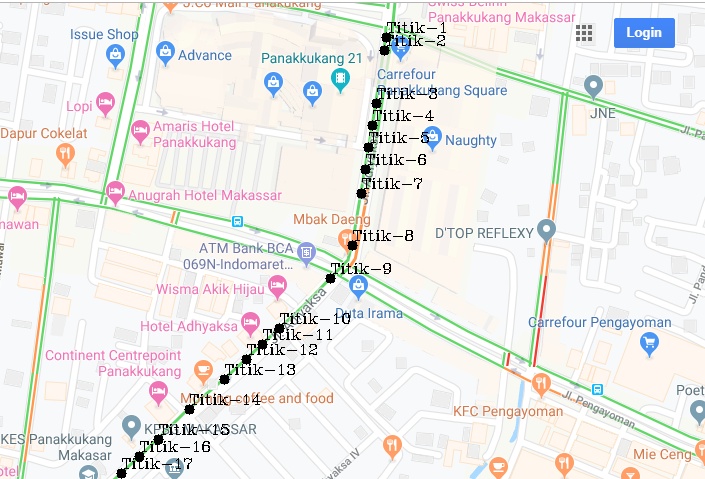 J.Co Mall Panakkukang
Swiss-Belinn
Panakkukang Makassar
Titik-1
Titik-2
Login
Issue Shop
Advance
Panakkukang 21
Carrefour
Panakkukang Square
Titik-3
Lopi
Titik-4
JNE
Amaris Hotel
Panakkukang
Titik-5
Naughty
Dapur Cokelat
Titik-6
Titik-7
Anugrah Hotel Makassar
Mbak Daeng
Titik-8
D'TOP REFLEXY
ATM Bank BCA
069N-Indomaret...
Titik-9
Wisma Akik Hijau
Duta Irama
Titik-10
Hotel Adhyaksa
Carrefour Pengayoman
Titik-11
Titik-12
Continent Centrepoint
Panakkukang
Titik-13
Titik-14
KFC Pengayoman
Jl. Pengayoman
Titik-15
KES Panakkukang
Makassar
Titik-16
Mie Ceng
Titik-17